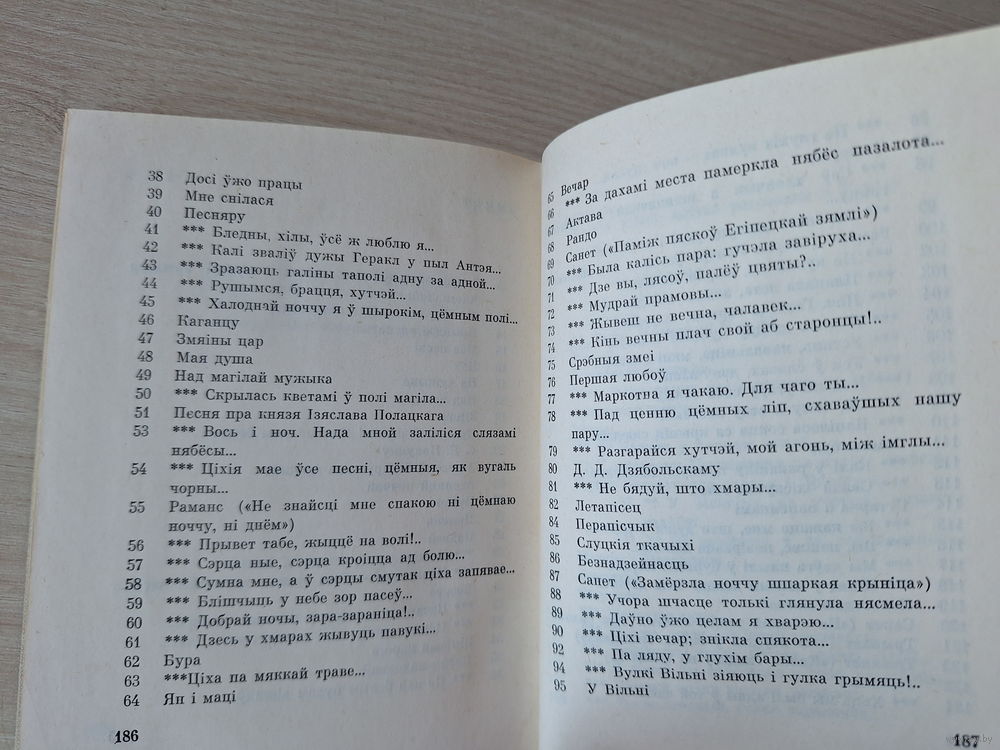 38 Досі ўжо працы
39 Мне снілася
40 Песняру
41 *** Бледны, хілы, ўсё ж люблю я...
42 *** Калі зваліў дужы Геракл у пыл Антэя...
43 *** Зразаюць галіны таполі адну за адной...
44 *** Рушымся, брацця, хутчэй...
45 *** Халоднай ноччу я ў шырокім, цёмным полі...
46 Каганцу
47 Змяіны цар
48 Мая душа
49 Над магілай мужыка
50 *** Скрылась кветамі ў полі магіла...
51 Песня пра князя Ізяслава Полацкага
53 *** Вось і ноч. Нада мной заліліся слязамі
нябёсы...
54 *** Ціхія мае ўсе песні, цёмныя, як вугаль
чорны...
55 Раманс («Не знайсці мне спакою ні цёмнаю
ноччу, ні днём»)
56 *** Прывет табе, жыццё на волі!..
57 *** Сэрца ные, сэрца кроіцца ад болю...
58 *** Сумна мне, а ў сэрцы смутак ціха запявае...
59 *** Блішчыць у небе зор пасеў...
60 *** Добрай ночы, зара-зараніца!..
61 *** Дзесь у хмарах жывуць павукі...
62 Бура
63 ***Ціха па мяккай траве...
64 Ян і маці
186
65 Вечар
66 *** За дахамі места памеркла нябёс пазалота...
67 Актава
68 Рандо
69 Санет («Паміж пяскоў Егіпецкай зямлі»)
70 *** Была калісь пара: гучэла завіруха...
71 *** Дзе вы, лясоў, палёў цвяты?..
72 *** Мудрай прамовы...
73 *** Жывеш не вечна, чалавек...
74 *** Кінь вечны плач свой аб старонцы!..
75 Срэбныя змеі
76 Першая любоў
77 *** Маркотна я чакаю. Для чаго ты...
78 *** Пад ценню цёмных ліп, схаваўшых нашу
пару...
79 *** Разгарайся хутчэй, мой агонь, між імглы...
80 Д. Д. Дзябольскаму
81 *** Не бядуй, што хмары...
82 Летапісец
84 Перапісчык
85 Слуцкія ткачыхі
86 Безнадзейнасць
87 Санет («Замёрзла ноччу шпаркая крыніца»)
88 *** Учора шчасце толькі глянула нясмела...
89 *** Даўно ўжо целам я хварэю...
90 *** Ціхі вечар; знікла спякота...
92 *** Па ляду, у глухім бары...
94 *** Вулкі Вільні зіяюць і гулка грымяць!..
95 У Вільні
187